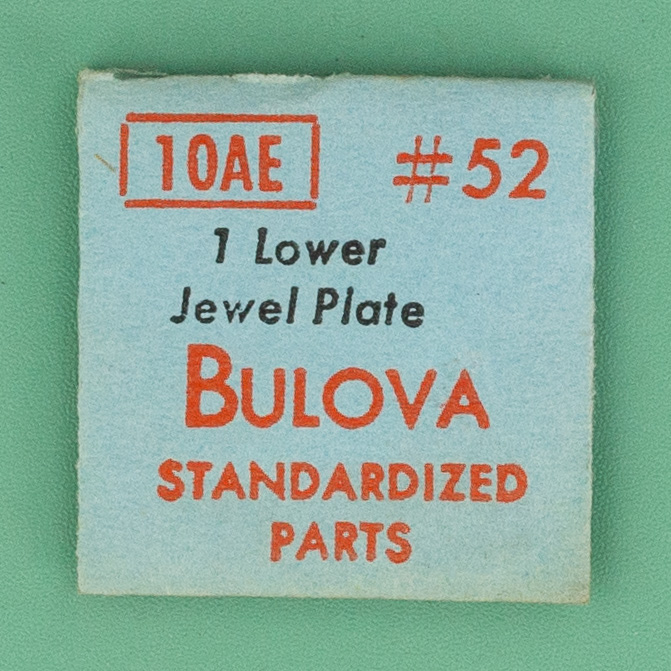 10AE #52
1 Lower
Jewel Plate
BULOVA
STANDARDIZED
PARTS